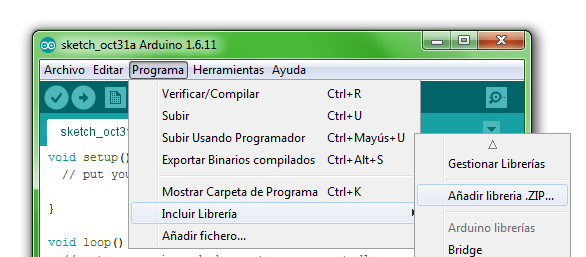 sketch_oct31a Arduino 1.6.11
Archivo Editar Programa Herramientas Ayuda
Verificar/Compilar Ctrl+R
Subir Ctrl+U
Subir Usando Programador Ctrl+Mayús+U
Exportar Binarios compilados Ctrl+Alt+S
Mostrar Carpeta de Programa Ctrl+K
Incluir Librería
Añadir fichero...
Gestionar Librerías
Añadir libreria .ZIP...
Arduino librerías
Bridge
sketch_oct31
void setup()
// put you
}
void loop()